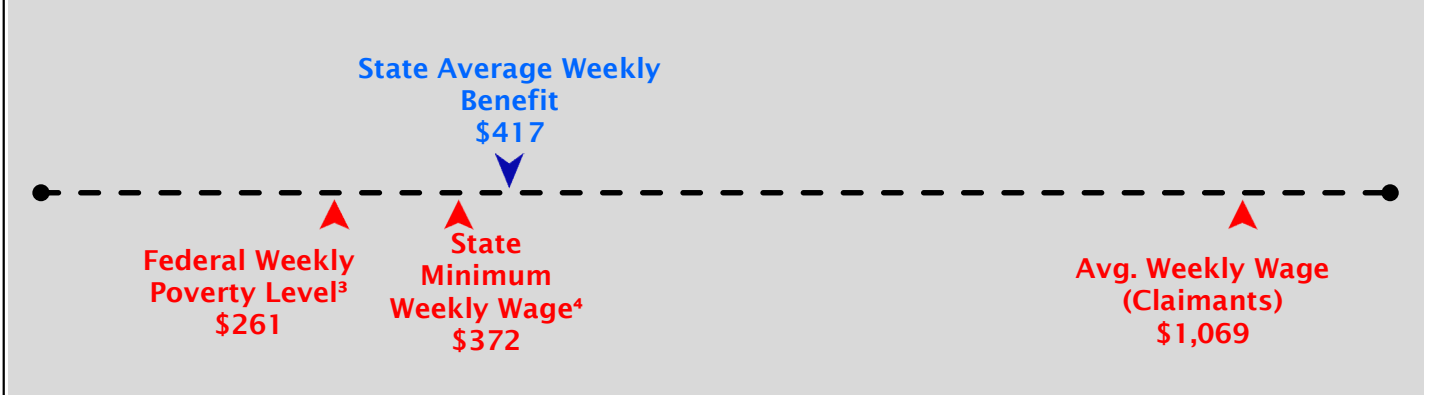 State Average Weekly
Benefit
$417
Federal Weekly
Poverty Level³
$261
State
Minimum
Weekly Wage⁴
$372
Avg. Weekly Wage
(Claimants)
$1,069